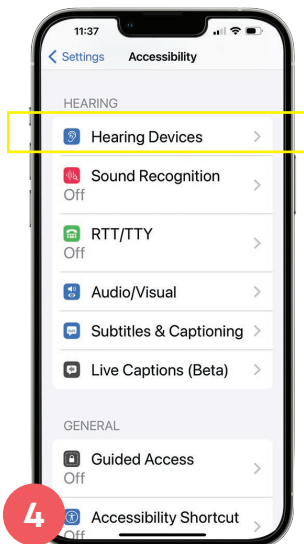 11:37
Settings Accessibility
HEARING
Hearing Devices
Sound Recognition
Off
RTT/TTY
Off
Audio/Visual
Subtitles & Captioning
Live Captions (Beta)
GENERAL
Guided Access
Off
4
Accessibility Shortcut
Off